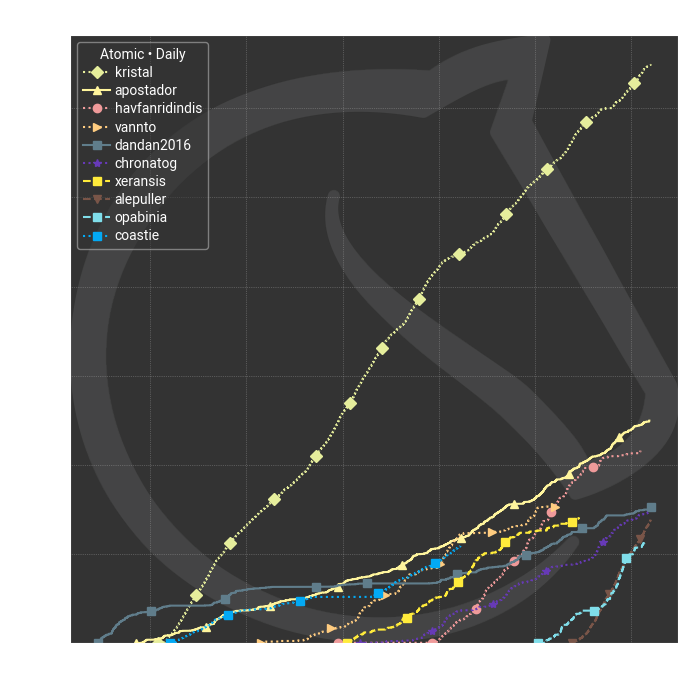 Atomic • Daily
kristal
apostador
havfanridindis
vannto
dandan2016
chronatog
xeransis
alepuller
opabinia
coastie